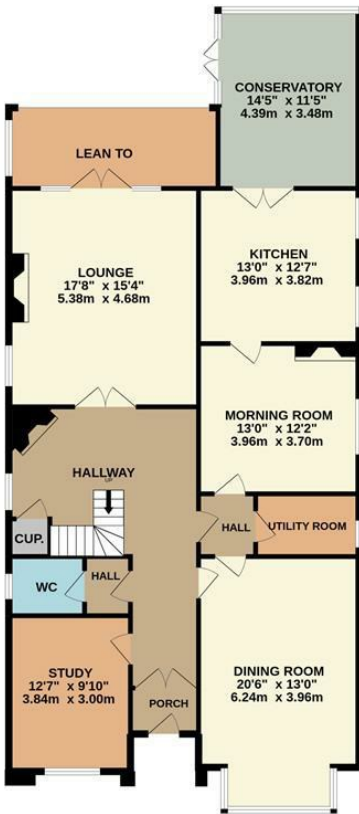 CONSERVATORY
14'5" x 11'5"
4.39m x 3.48m
LEAN TO
LOUNGE
17'8" x 15'4"
5.38m x 4.68m
KITCHEN
13'0" x 12'7"
3.96m x 3.82m
MORNING ROOM
13'0" x 12'2"
3.96m x 3.70m
HALLWAY
UP
CUP.
HALL
UTILITY ROOM
WC
HALL
STUDY
12'7" x 9'10"
3.84m x 3.00m
DINING ROOM
20'6" x 13'0"
6.24m x 3.96m
PORCH